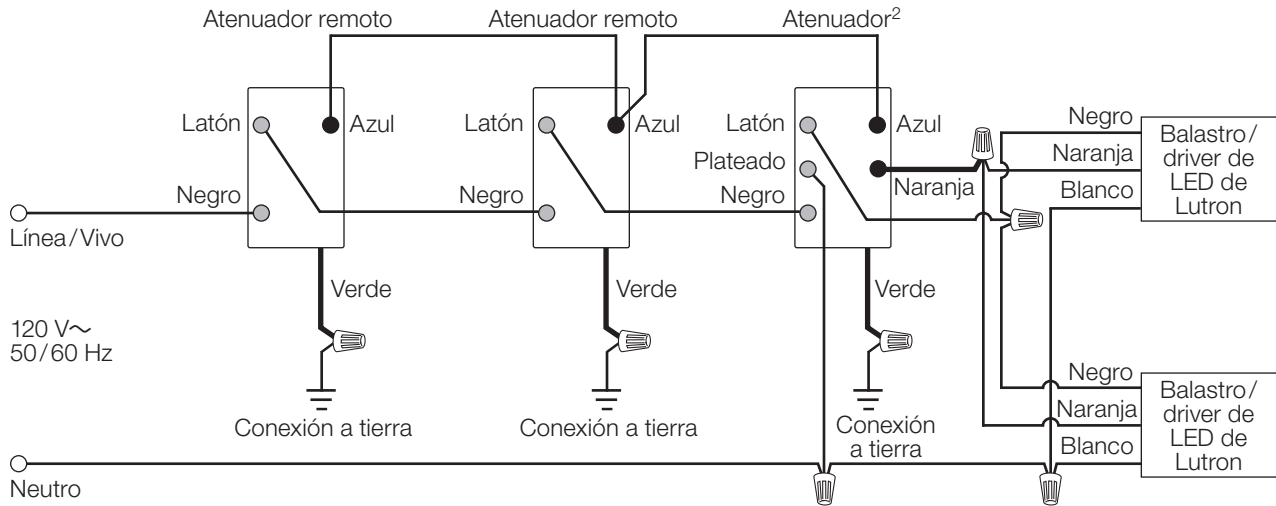 Atenuador remoto
Atenuador remoto
Atenuador²
Latón
Azul
Negro
Latón
Azul
Negro
Latón
Azul
Plateado
Naranja
Negro
Negro
Naranja
Blanco
Balastro/
driver de
LED de
Lutron
Línea/Vivo
Verde
Verde
Verde
120 V~
50/60 Hz
Conexión a tierra
Conexión a tierra
Conexión
a tierra
Negro
Naranja
Blanco
Balastro/
driver de
LED de
Lutron
Neutro